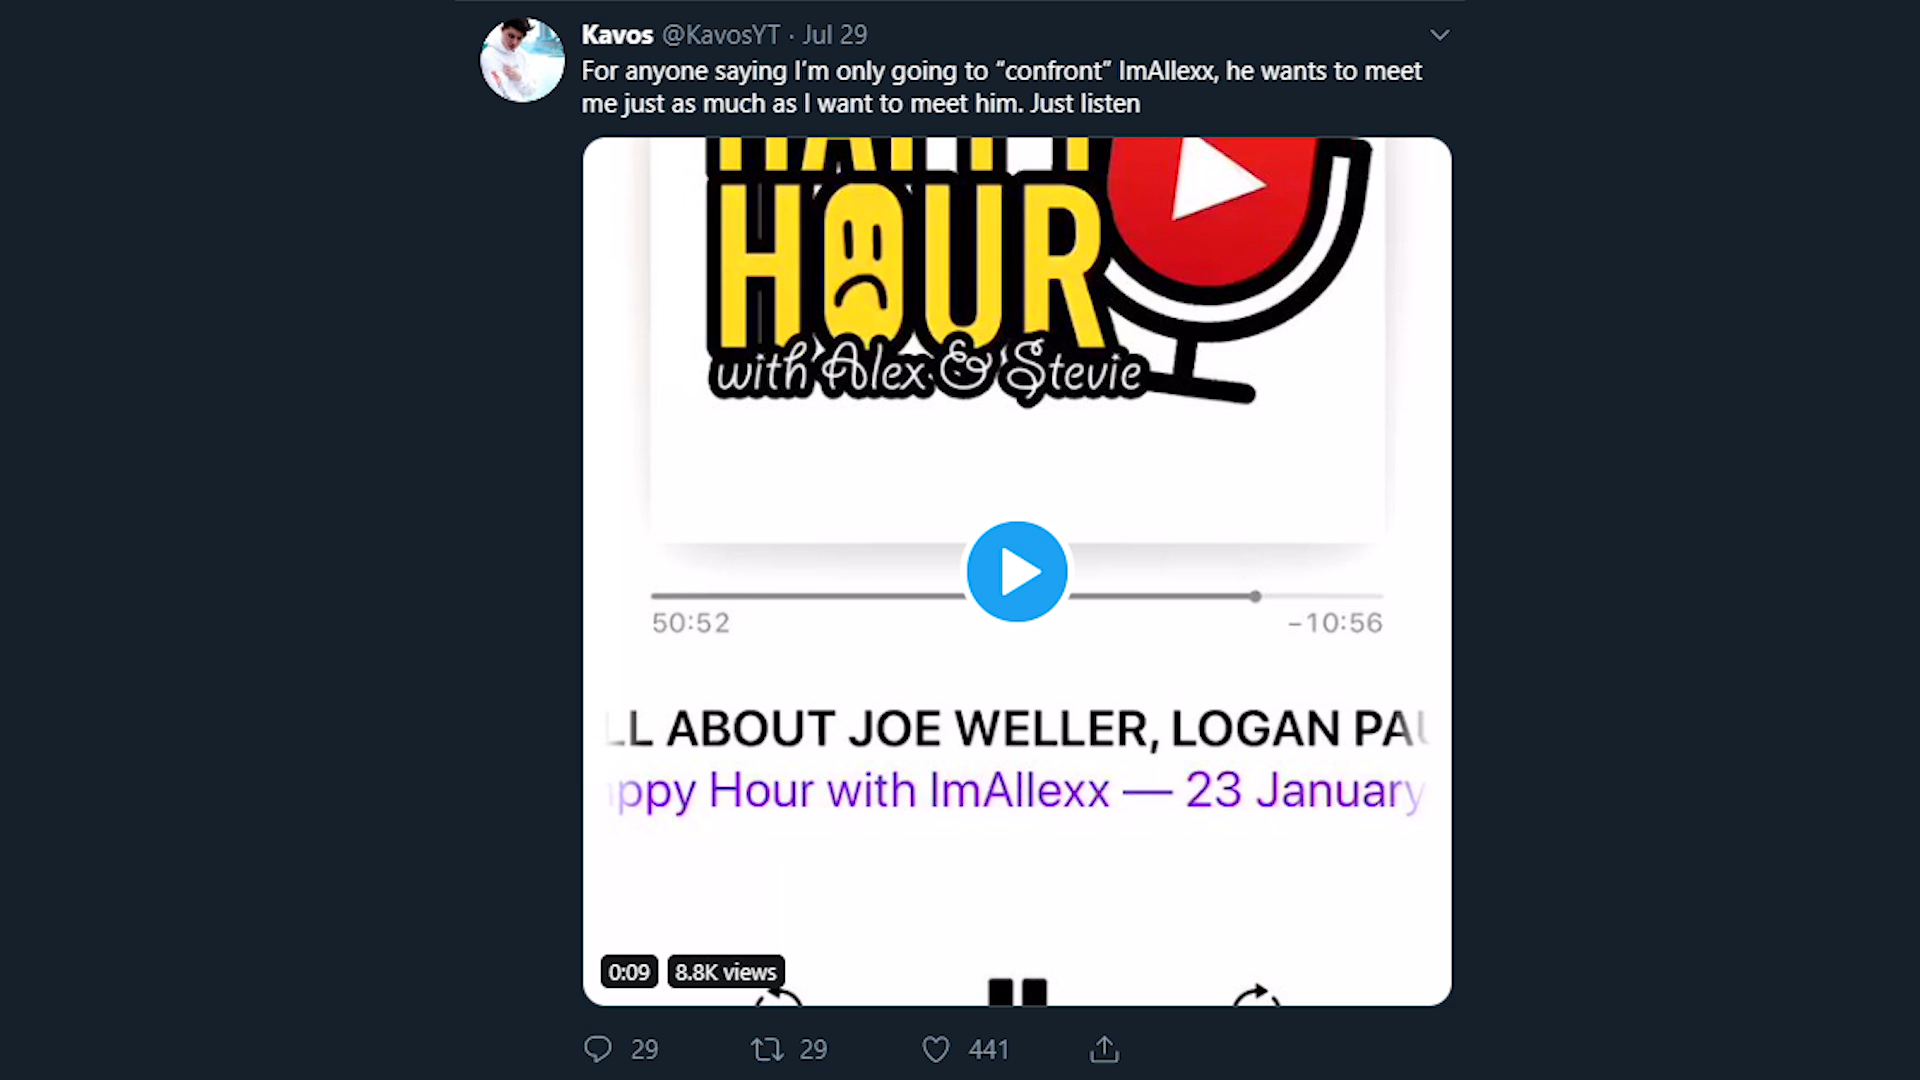 Kavos @KavosYT · Jul 29
For anyone saying I'm only going to “confront” ImAllexx, he wants to meet
me just as much as I want to meet him. Just listen
HAPPY
HOUR
with Alex & Stevie
50:52
-10:56
LL ABOUT JOE WELLER, LOGAN PAU
ppy Hour with ImAllexx — 23 January
0:09
8.8K views
29
29
441